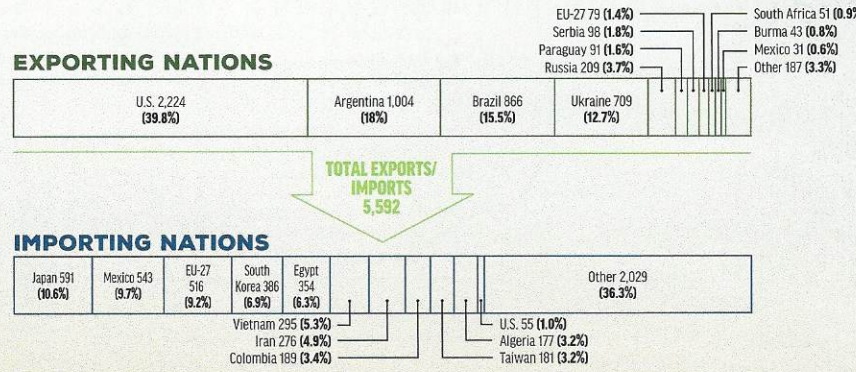 EU-27 79 (1.4%)
Serbia 98 (1.8%)
Paraguay 91 (1.6%)
Russia 209 (3.7%)
South Africa 51 (0.9%
Burma 43 (0.8%)
Mexico 31 (0.6%)
Other 187 (3.3%)
EXPORTING NATIONS
U.S. 2,224
(39.8%)
Argentina 1,004
(18%)
Brazil 866
(15.5%)
Ukraine 709
(12.7%)
TOTAL EXPORTS/
IMPORTS
5,592
IMPORTING NATIONS
Japan 591
(10.6%)
Mexico 543
(9.7%)
EU-27
516
(9.2%)
South
Korea 386
(6.9%)
Egypt
354
(6.3%)
Other 2,029
(36.3%)
Vietnam 295 (5.3%)
Iran 276 (4.9%)
Colombia 189 (3.4%)
U.S. 55 (1.0%)
Algeria 177 (3.2%)
Taiwan 181 (3.2%)